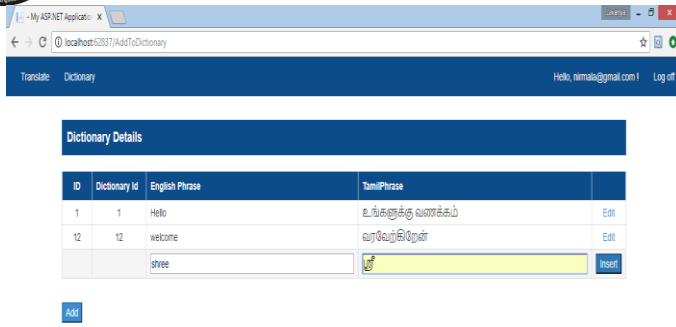 - My ASP.NET Applicatio
localhost:62837/AddToDictionary
Translate Dictionary Hello, nirmala@gmail.com ! Log off
Dictionary Details
ID Dictionary Id English Phrase TamilPhrase
1 1 Hello உங்களுக்கு வணக்கம் Edit
12 12 welcome வரவேற்கிறேன் Edit
shree ஸ்ரீ Insert
Add